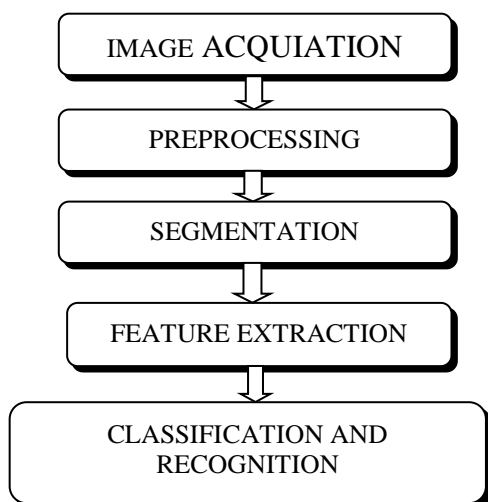 IMAGE ACQUIATION
PREPROCESSING
SEGMENTATION
FEATURE EXTRACTION
CLASSIFICATION AND
RECOGNITION